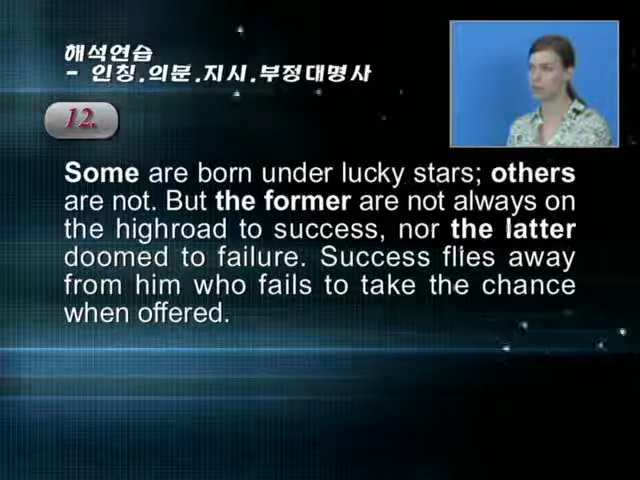 해석연습
- 인칭.의문.지시.부정대명사
12.
Some are born under lucky stars; others
are not. But the former are not always on
the highroad to success, nor the latter
doomed to failure. Success flies away
from him who fails to take the chance
when offered.